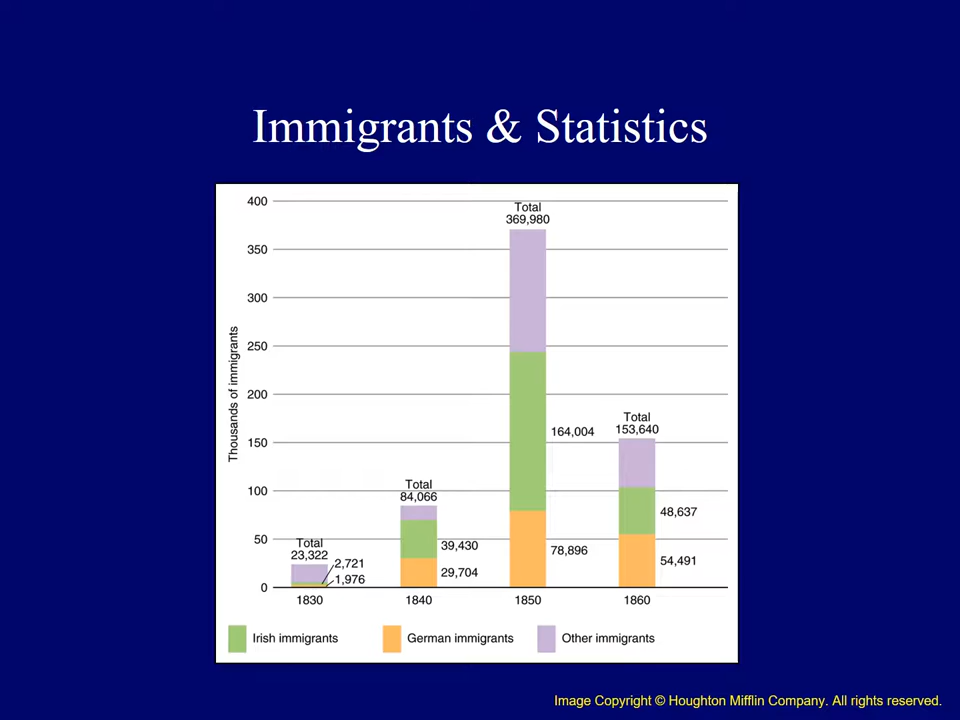 Immigrants & Statistics
Thousands of immigrants
400
350
300
250
200
150
100
50
0
Total
23,322
2,721
1,976
1830
Total
84,066
39,430
29,704
1840
Total
369,980
164,004
78,896
1850
Total
153,640
48,637
54,491
1860
Irish immigrants
German immigrants
Other immigrants
Image Copyright © Houghton Mifflin Company. All rights reserved.